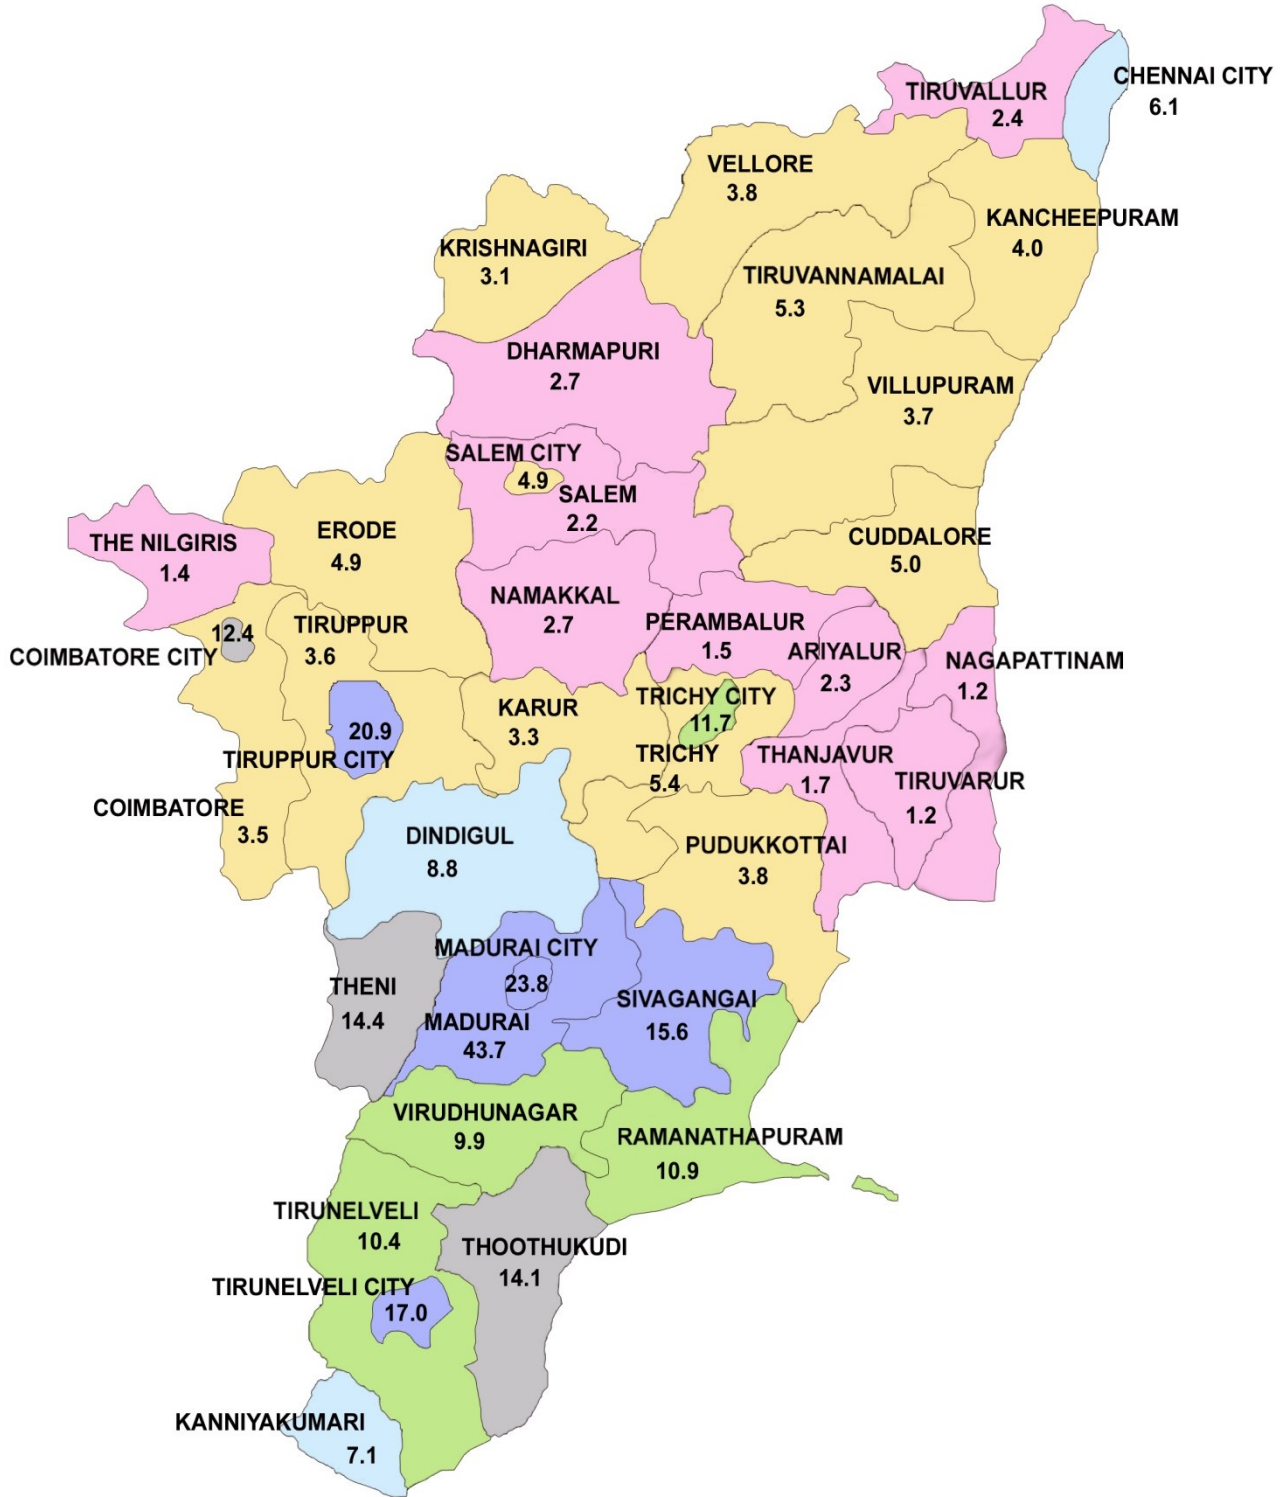 CHENNAI CITY
6.1
TIRUVALLUR
2.4
VELLORE
3.8
KANCHEEPURAM
4.0
KRISHNAGIRI
3.1
TIRUVANNAMALAI
5.3
DHARMAPURI
2.7
VILLUPURAM
3.7
SALEM CITY
4.9
SALEM
2.2
ERODE
4.9
CUDDALORE
5.0
THE NILGIRIS
1.4
NAMAKKAL
2.7
PERAMBALUR
1.5
ARIYALUR
2.3
NAGAPATTINAM
1.2
12.4
COIMBATORE CITY
TIRUPPUR
3.6
KARUR
3.3
TRICHY CITY
11.7
TRICHY
5.4
20.9
TIRUPPUR CITY
THANJAVUR
1.7
TIRUVARUR
1.2
COIMBATORE
3.5
DINDIGUL
8.8
PUDUKKOTTAI
3.8
MADURAI CITY
23.8
THENI
14.4
MADURAI
43.7
SIVAGANGAI
15.6
VIRUDHUNAGAR
9.9
RAMANATHAPURAM
10.9
TIRUNELVELI
10.4
THOOTHUKUDI
14.1
TIRUNELVELI CITY
17.0
KANNIYAKUMARI
7.1